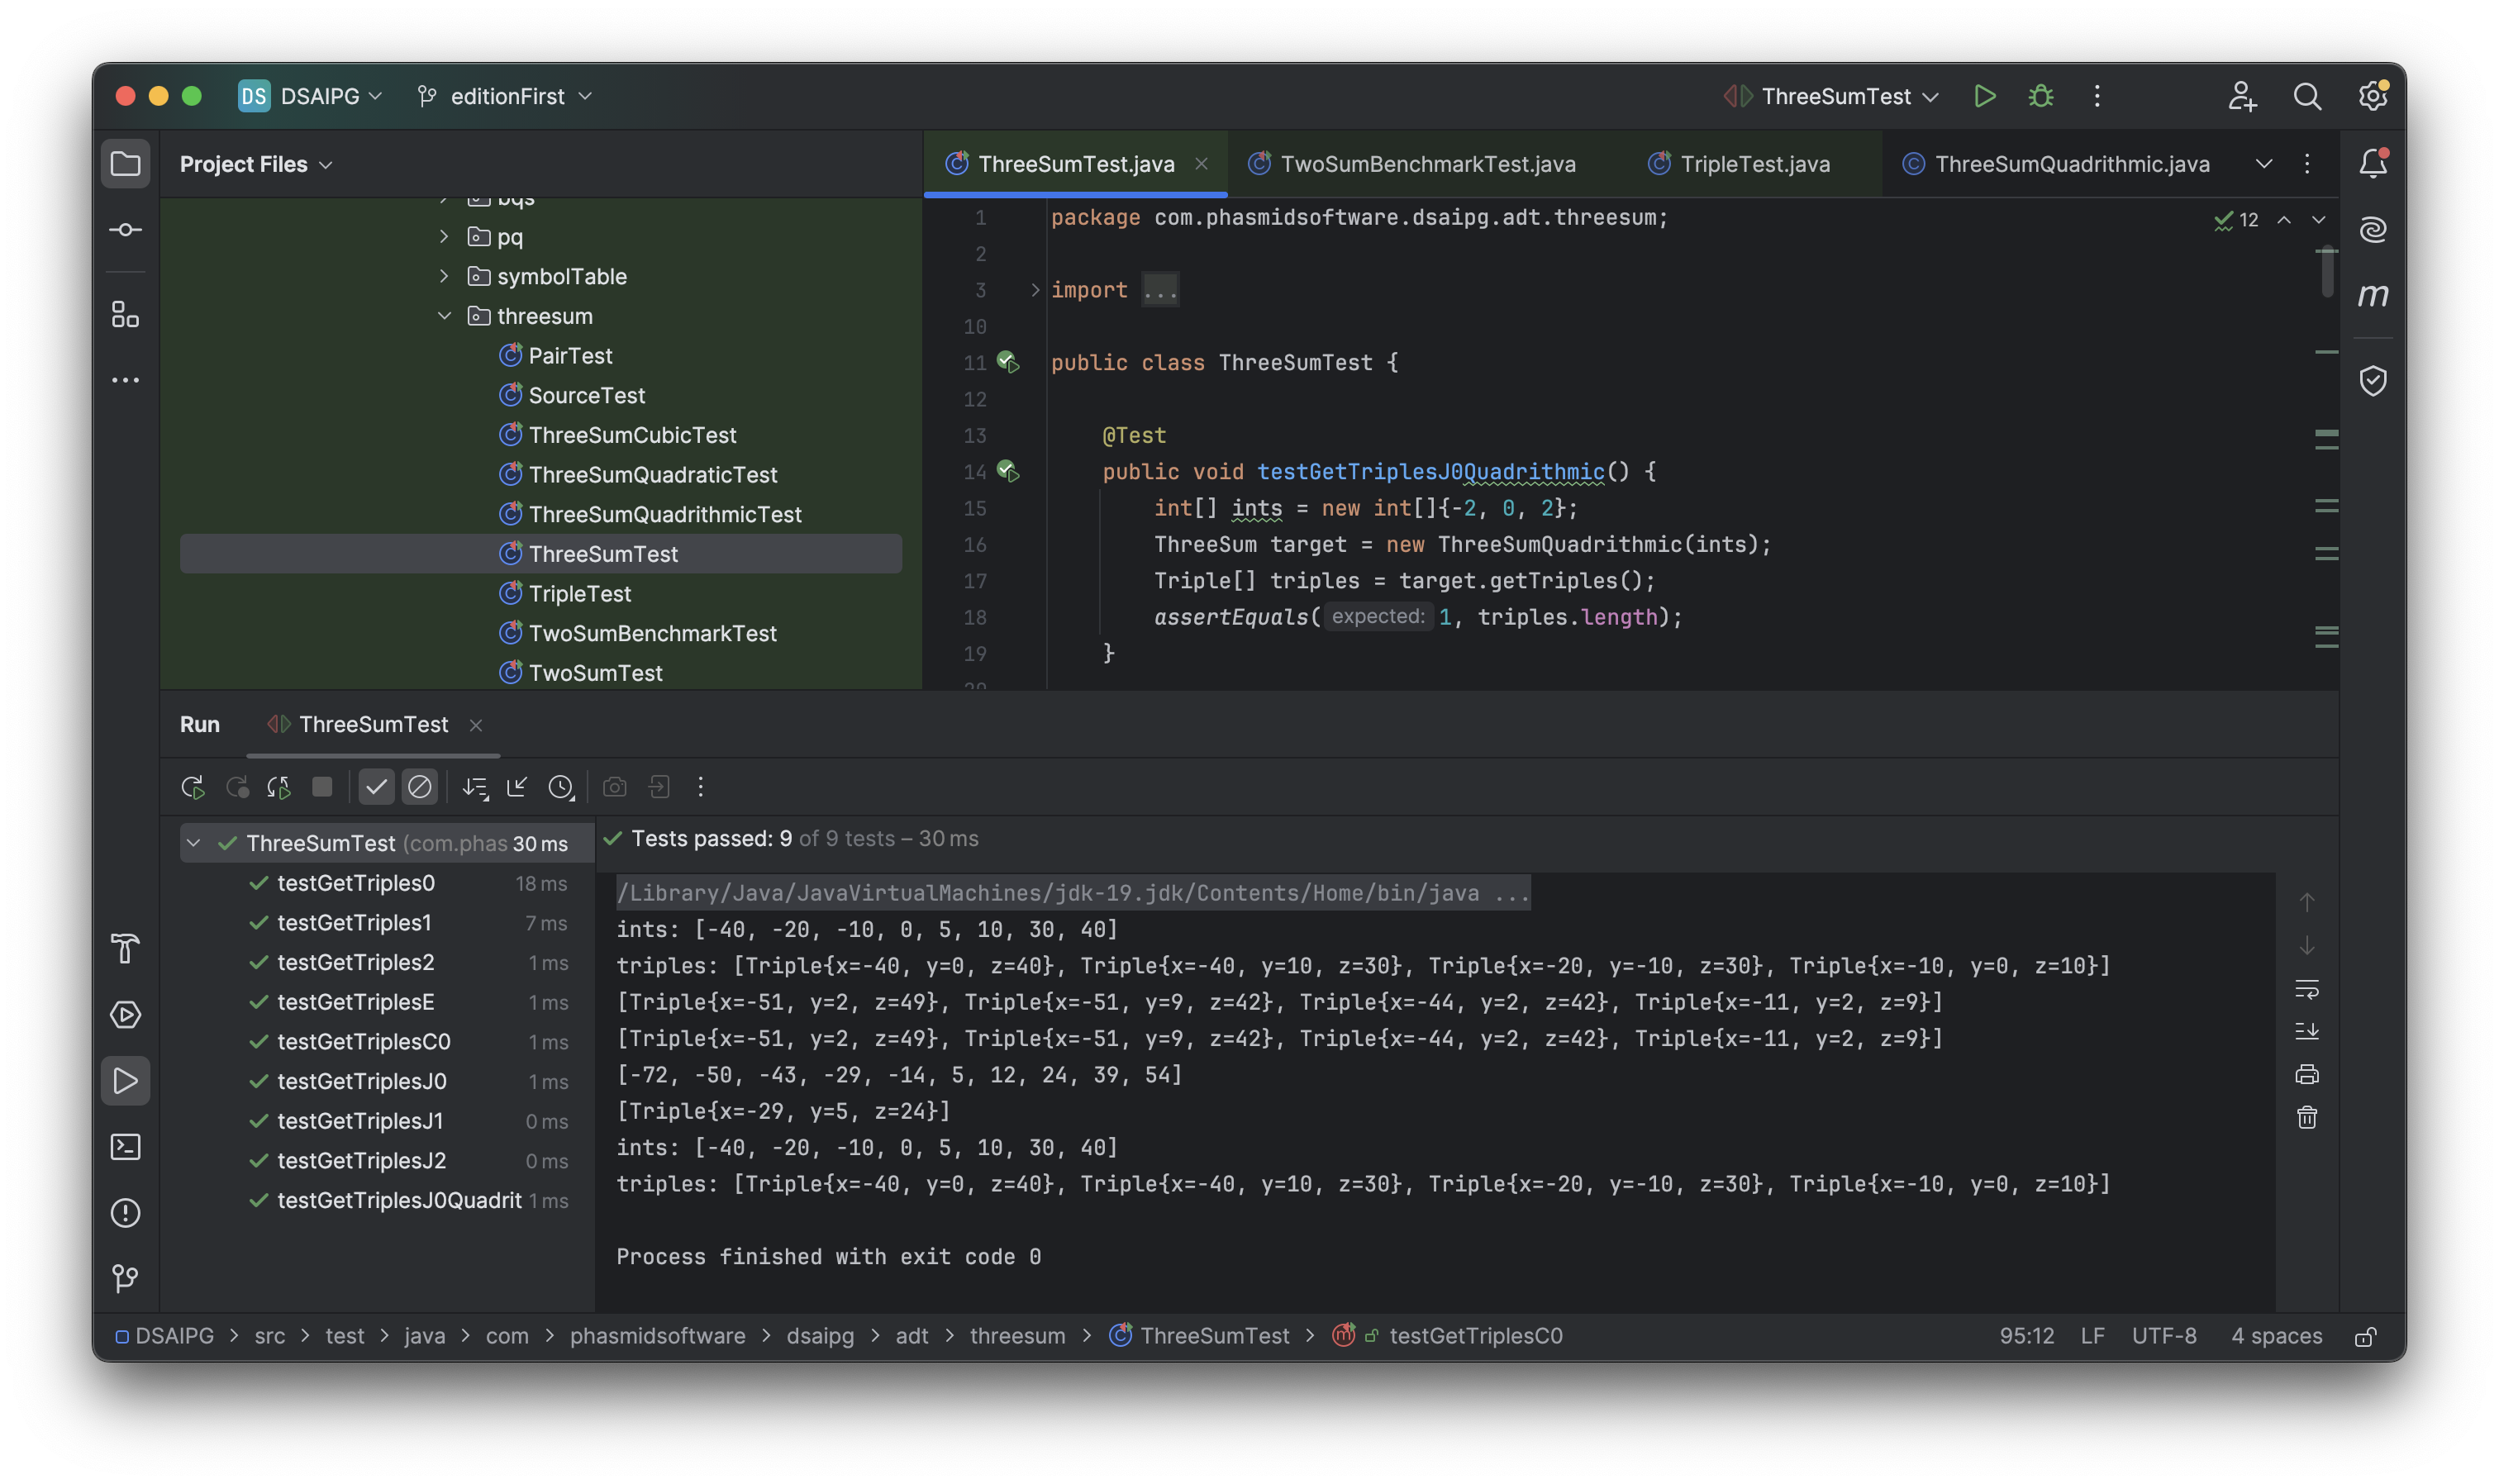 DS DSAIPG editionFirst ThreeSumTest
Project Files
bqs
pq
symbolTable
threesum
PairTest
SourceTest
ThreeSumCubicTest
ThreeSumQuadraticTest
ThreeSumQuadrithmicTest
ThreeSumTest
TripleTest
TwoSumBenchmarkTest
TwoSumTest
ThreeSumTest.java TwoSumBenchmarkTest.java TripleTest.java ThreeSumQuadrithmic.java
12
1 package com.phasmidsoftware.dsaipg.adt.threesum;
2
3 import ...
10
11 public class ThreeSumTest {
12
13 @Test
14 public void testGetTriplesJ0Quadrithmic() {
15 int[] ints = new int[]{-2, 0, 2};
16 ThreeSum target = new ThreeSumQuadrithmic(ints);
17 Triple[] triples = target.getTriples();
18 assertEquals( expected: 1, triples.length);
19 }
20
m
Run ThreeSumTest
ThreeSumTest (com.phas 30 ms
testGetTriples0 18 ms
testGetTriples1 7 ms
testGetTriples2 1 ms
testGetTriplesE 1 ms
testGetTriplesC0 1 ms
testGetTriplesJ0 1 ms
testGetTriplesJ1 0 ms
testGetTriplesJ2 0 ms
testGetTriplesJ0Quadrit 1 ms
Tests passed: 9 of 9 tests – 30 ms
/Library/Java/JavaVirtualMachines/jdk-19.jdk/Contents/Home/bin/java ...
ints: [-40, -20, -10, 0, 5, 10, 30, 40]
triples: [Triple{x=-40, y=0, z=40}, Triple{x=-40, y=10, z=30}, Triple{x=-20, y=-10, z=30}, Triple{x=-10, y=0, z=10}]
[Triple{x=-51, y=2, z=49}, Triple{x=-51, y=9, z=42}, Triple{x=-44, y=2, z=42}, Triple{x=-11, y=2, z=9}]
[Triple{x=-51, y=2, z=49}, Triple{x=-51, y=9, z=42}, Triple{x=-44, y=2, z=42}, Triple{x=-11, y=2, z=9}]
[-72, -50, -43, -29, -14, 5, 12, 24, 39, 54]
[Triple{x=-29, y=5, z=24}]
ints: [-40, -20, -10, 0, 5, 10, 30, 40]
triples: [Triple{x=-40, y=0, z=40}, Triple{x=-40, y=10, z=30}, Triple{x=-20, y=-10, z=30}, Triple{x=-10, y=0, z=10}]
Process finished with exit code 0
DSAIPG > src > test > java > com > phasmidsoftware > dsaipg > adt > threesum > ThreeSumTest > testGetTriplesC0 95:12 LF UTF-8 4 spaces